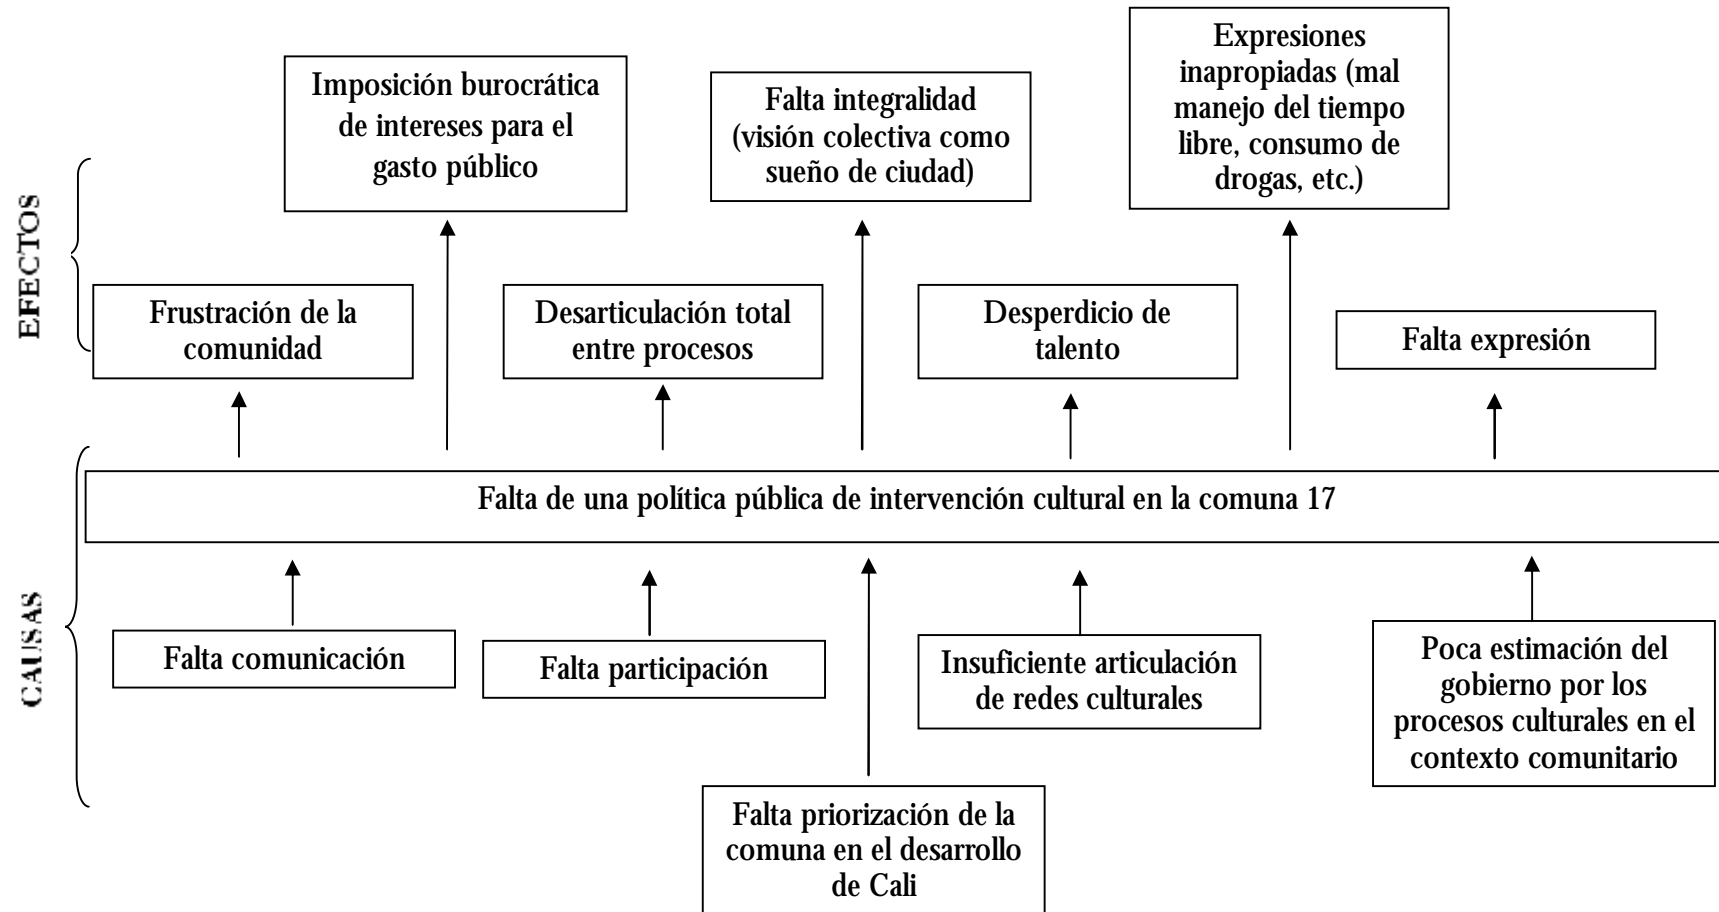 Expresiones
inapropiadas (mal
manejo del tiempo
libre, consumo de
drogas, etc.)
Imposición burocrática
de intereses para el
gasto público
Falta integralidad
(visión colectiva como
sueño de ciudad)
EFECTOS
Frustración de la
comunidad
Desarticulación total
entre procesos
Desperdicio de
talento
Falta expresión
Falta de una política pública de intervención cultural en la comuna 17
CAUSAS
Falta comunicación
Falta participación
Insuficiente articulación
de redes culturales
Poca estimación del
gobierno por los
procesos culturales en el
contexto comunitario
Falta priorización de la
comuna en el desarrollo
de Cali